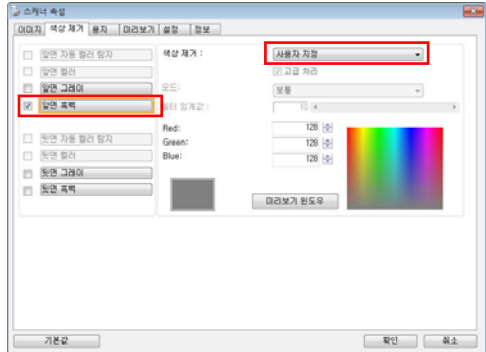 스캐너 속성
이미지 색상 제거 용지 미리보기 설정 정보
앞면 자동 컬러 탐지
앞면 컬러
앞면 그레이
앞면 흑백
뒷면 자동 컬러 탐지
뒷면 컬러
뒷면 그레이
뒷면 흑백
색상 제거 : 사용자 지정
고급 처리
모드: 보통
필터 임계값 : 10
Red: 128
Green: 128
Blue: 128
미리보기 윈도우
기본값 확인 취소